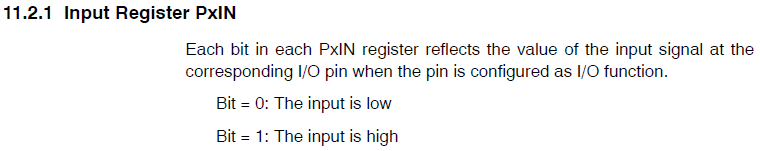 11.2.1 Input Register PxIN
Each bit in each PxIN register reflects the value of the input signal at the
corresponding I/O pin when the pin is configured as I/O function.
Bit = 0: The input is low
Bit = 1: The input is high